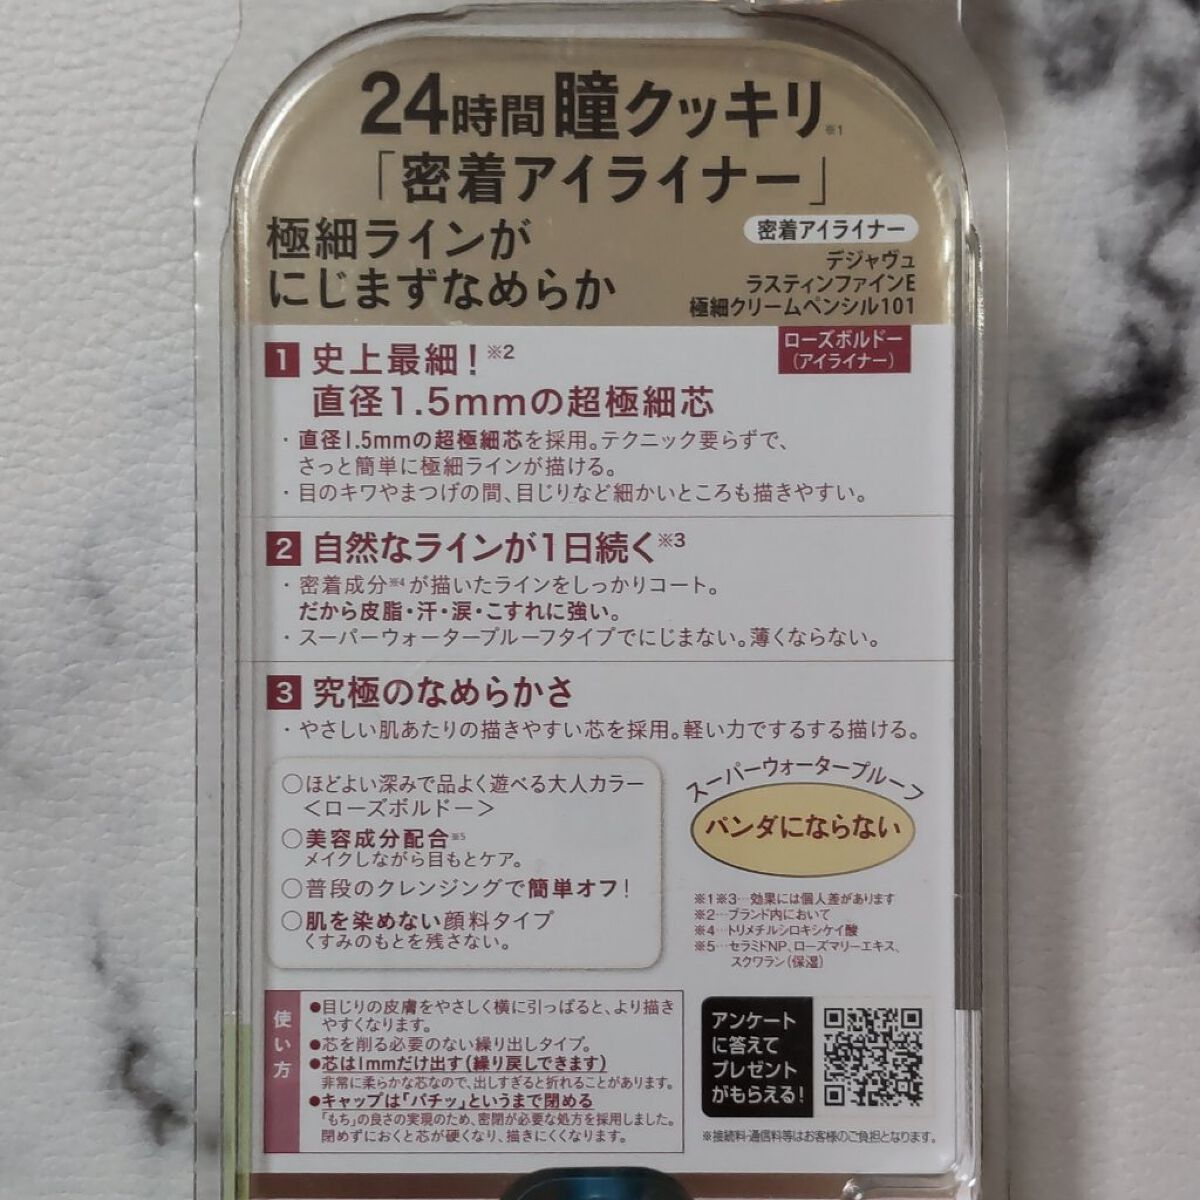 24時間 瞳クッキリ※1
「密着アイライナー」
極細ラインが
にじまずなめらか
密着アイライナー
デジャヴュ
ラスティンファインE
極細クリームペンシル101
ローズボルドー
(アイライナー)
1 史上最細!※2
直径1.5mmの超極細芯
・直径1.5mmの超極細芯を採用。テクニック要らずで、
さっと簡単に極細ラインが描ける。
・目のキワやまつげの間、目じりなど細かいところも描きやすい。
2 自然なラインが1日続く※3
・密着成分※4が描いたラインをしっかりコート。
だから皮脂・汗・涙・こすれに強い。
・スーパーウォータープルーフタイプでにじまない。薄くならない。
3 究極のなめらかさ
・やさしい肌あたりの描きやすい芯を採用。軽い力でするする描ける。
○ほどよい深みで品よく遊べる大人カラー
<ローズボルドー>
○美容成分配合※5
メイクしながら目もとケア。
○普段のクレンジングで簡単オフ!
○肌を染めない顔料タイプ
くすみのもとを残さない。
スーパーウォータープルーフ
パンダにならない
※1※3…効果には個人差があります
※2…ブランド内において
※4…トリメチルシロキシケイ酸
※5…セラミドNP、ローズマリーエキス、
スクワラン(保湿)
使い方
●目じりの皮膚をやさしく横に引っぱると、より描き
やすくなります。
●芯を削る必要のない繰り出しタイプ。
●芯は1mmだけ出す(繰り戻しできます)
非常に柔らかな芯なので、出しすぎると折れることがあります。
●キャップは「パチッ」というまで閉める
「もち」の良さの実現のため、密閉が必要な処方を採用しました。
閉めずにおくと芯が硬くなり、描きにくくなります。
アンケート
に答えて
プレゼント
がもらえる!
※接続料・通信料等はお客様のご負担となります。